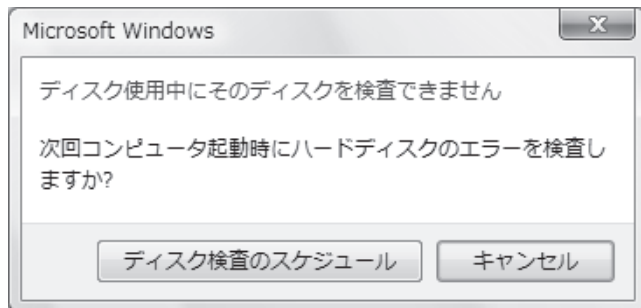 Microsoft Windows
ディスク使用中にそのディスクを検査できません
次回コンピュータ起動時にハードディスクのエラーを検査し
ますか?
ディスク検査のスケジュール
キャンセル